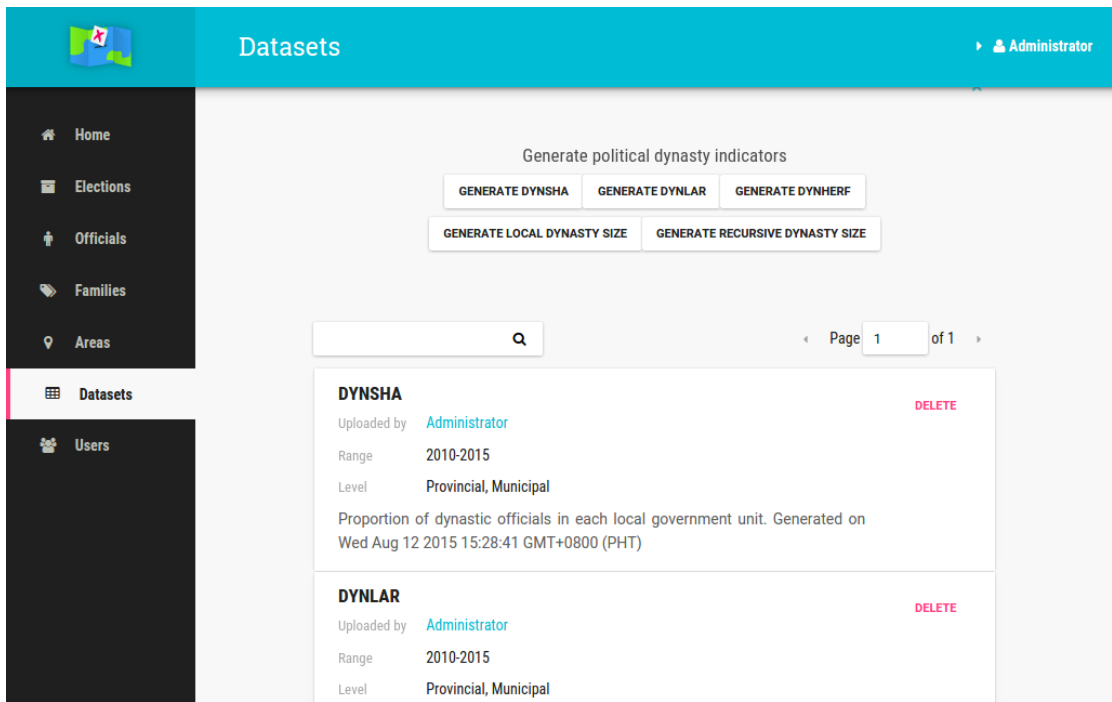 Datasets
Administrator
Home
Elections
Officials
Families
Areas
Datasets
Users
Generate political dynasty indicators
GENERATE DYNSHA GENERATE DYNLAR GENERATE DYNHERF
GENERATE LOCAL DYNASTY SIZE GENERATE RECURSIVE DYNASTY SIZE
Page 1 of 1
DYNSHA
DELETE
Uploaded by Administrator
Range 2010-2015
Level Provincial, Municipal
Proportion of dynastic officials in each local government unit. Generated on
Wed Aug 12 2015 15:28:41 GMT+0800 (PHT)
DYNLAR
DELETE
Uploaded by Administrator
Range 2010-2015
Level Provincial, Municipal